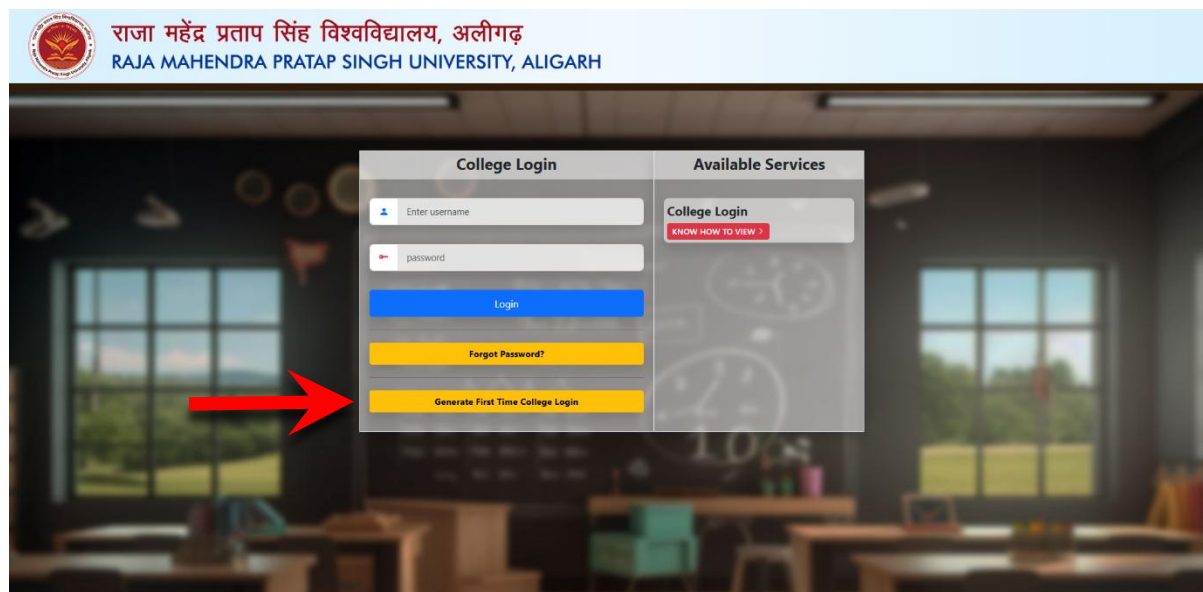 राजा महेंद्र प्रताप सिंह विश्वविद्यालय, अलीगढ़
RAJA MAHENDRA PRATAP SINGH UNIVERSITY, ALIGARH
College Login
Enter username
password
Login
Forgot Password?
Generate First Time College Login
Available Services
College Login
KNOW HOW TO VIEW >